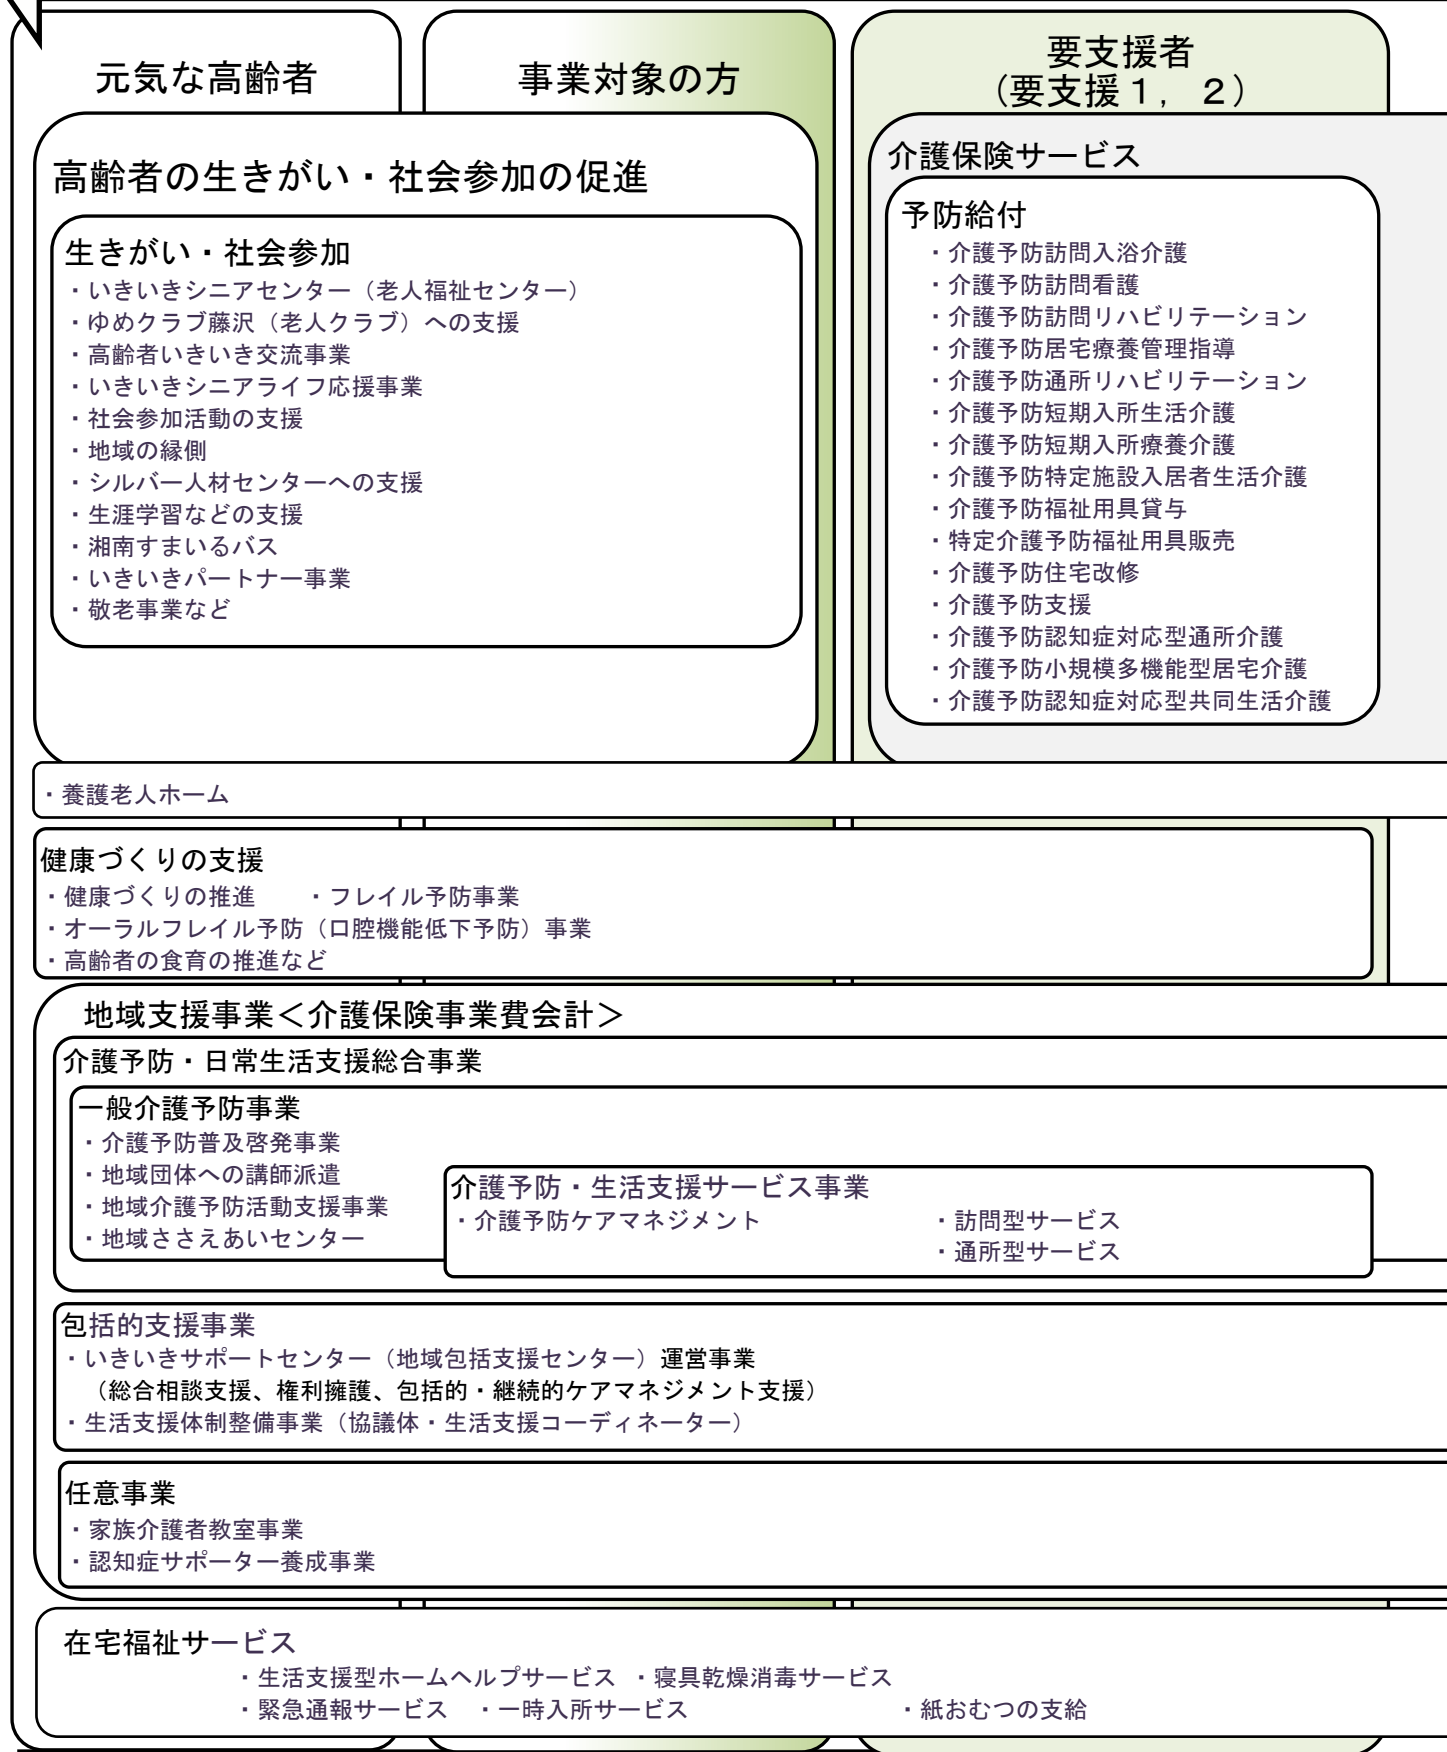 元気な高齢者
事業対象の方
要支援者
（要支援１，２）
高齢者の生きがい・社会参加の促進
生きがい・社会参加
・いきいきシニアセンター（老人福祉センター）
・ゆめクラブ藤沢（老人クラブ）への支援
・高齢者いきいき交流事業
・いきいきシニアライフ応援事業
・社会参加活動の支援
・地域の縁側
・シルバー人材センターへの支援
・生涯学習などの支援
・湘南すまいるバス
・いきいきパートナー事業
・敬老事業など
介護保険サービス
予防給付
・介護予防訪問入浴介護
・介護予防訪問看護
・介護予防訪問リハビリテーション
・介護予防居宅療養管理指導
・介護予防通所リハビリテーション
・介護予防短期入所生活介護
・介護予防短期入所療養介護
・介護予防特定施設入居者生活介護
・介護予防福祉用具貸与
・特定介護予防福祉用具販売
・介護予防住宅改修
・介護予防支援
・介護予防認知症対応型通所介護
・介護予防小規模多機能型居宅介護
・介護予防認知症対応型共同生活介護
・養護老人ホーム
健康づくりの支援
・健康づくりの推進　　・フレイル予防事業
・オーラルフレイル予防（口腔機能低下予防）事業
・高齢者の食育の推進など
地域支援事業＜介護保険事業費会計＞
介護予防・日常生活支援総合事業
一般介護予防事業
・介護予防普及啓発事業
・地域団体への講師派遣
・地域介護予防活動支援事業
・地域ささえあいセンター
介護予防・生活支援サービス事業
・介護予防ケアマネジメント　　・訪問型サービス
・通所型サービス
包括的支援事業
・いきいきサポートセンター（地域包括支援センター）運営事業
（総合相談支援、権利擁護、包括的・継続的ケアマネジメント支援）
・生活支援体制整備事業（協議体・生活支援コーディネーター）
任意事業
・家族介護者教室事業
・認知症サポーター養成事業
在宅福祉サービス
・生活支援型ホームヘルプサービス　・寝具乾燥消毒サービス
・緊急通報サービス　・一時入所サービス　　・紙おむつの支給